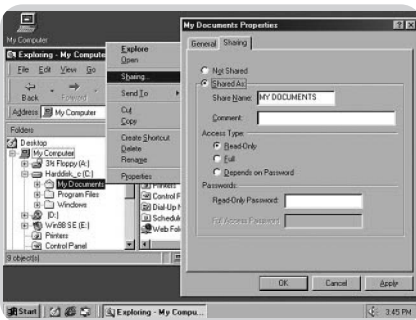 My Computer
Exploring - My Compute
File Edit View Go
Back Forward
Address My Computer
Folders
Desktop
My Computer
3½ Floppy (A:)
Harddisk_c (C:)
My Documents
Program Files
Windows
(D:)
Win98 SE (E:)
Printers
Control Panel
9 object(s)
Printers
Control P
Dial-Up N
Schedul
Web Fol
Explore
Open
Sharing...
Send To
Cut
Copy
Create Shortcut
Delete
Rename
Properties
My Documents Properties
General Sharing
Not Shared
Shared As
Share Name: MY DOCUMENTS
Comment:
Access Type:
Read-Only
Full
Depends on Password
Passwords:
Read-Only Password:
Full Access Password:
OK Cancel Apply
Start Exploring - My Compu... 3:45 PM